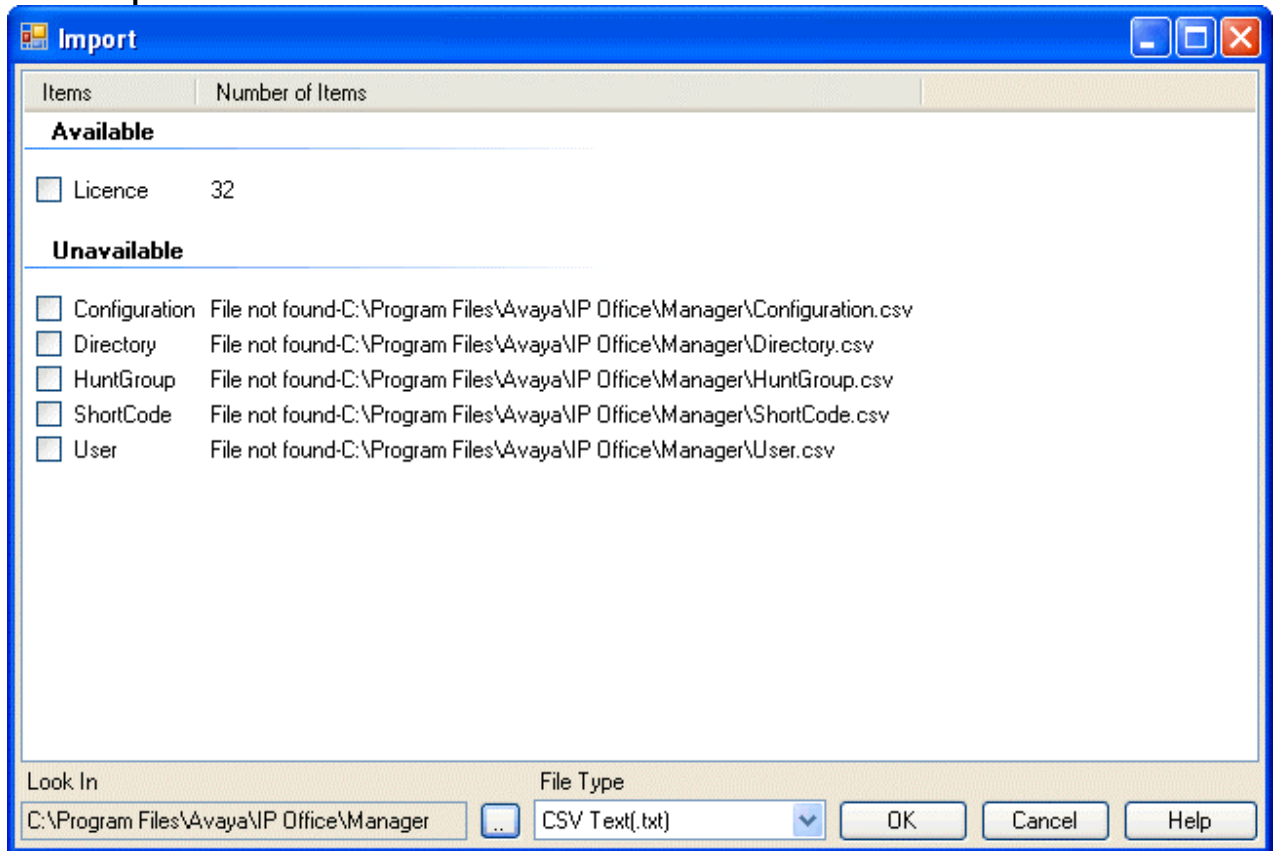 Import
Items Number of Items
Available
Licence 32
Unavailable
Configuration File not found-C:\Program Files\Avaya\IP Office\Manager\Configuration.csv
Directory File not found-C:\Program Files\Avaya\IP Office\Manager\Directory.csv
HuntGroup File not found-C:\Program Files\Avaya\IP Office\Manager\HuntGroup.csv
ShortCode File not found-C:\Program Files\Avaya\IP Office\Manager\ShortCode.csv
User File not found-C:\Program Files\Avaya\IP Office\Manager\User.csv
Look In File Type
C:\Program Files\Avaya\IP Office\Manager .. CSV Text(.txt) OK Cancel Help